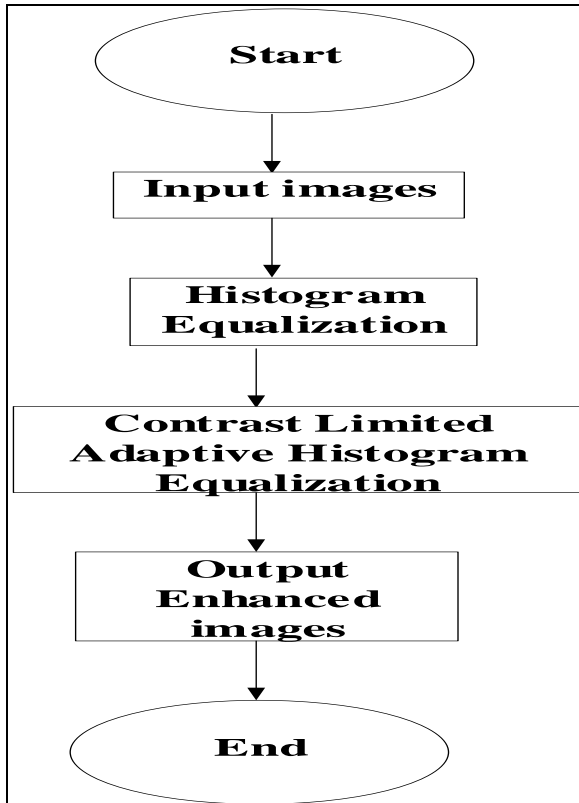 Start
Input images
Histogram
Equalization
Contrast Limited
Adaptive Histogram
Equalization
Output
Enhanced
images
End